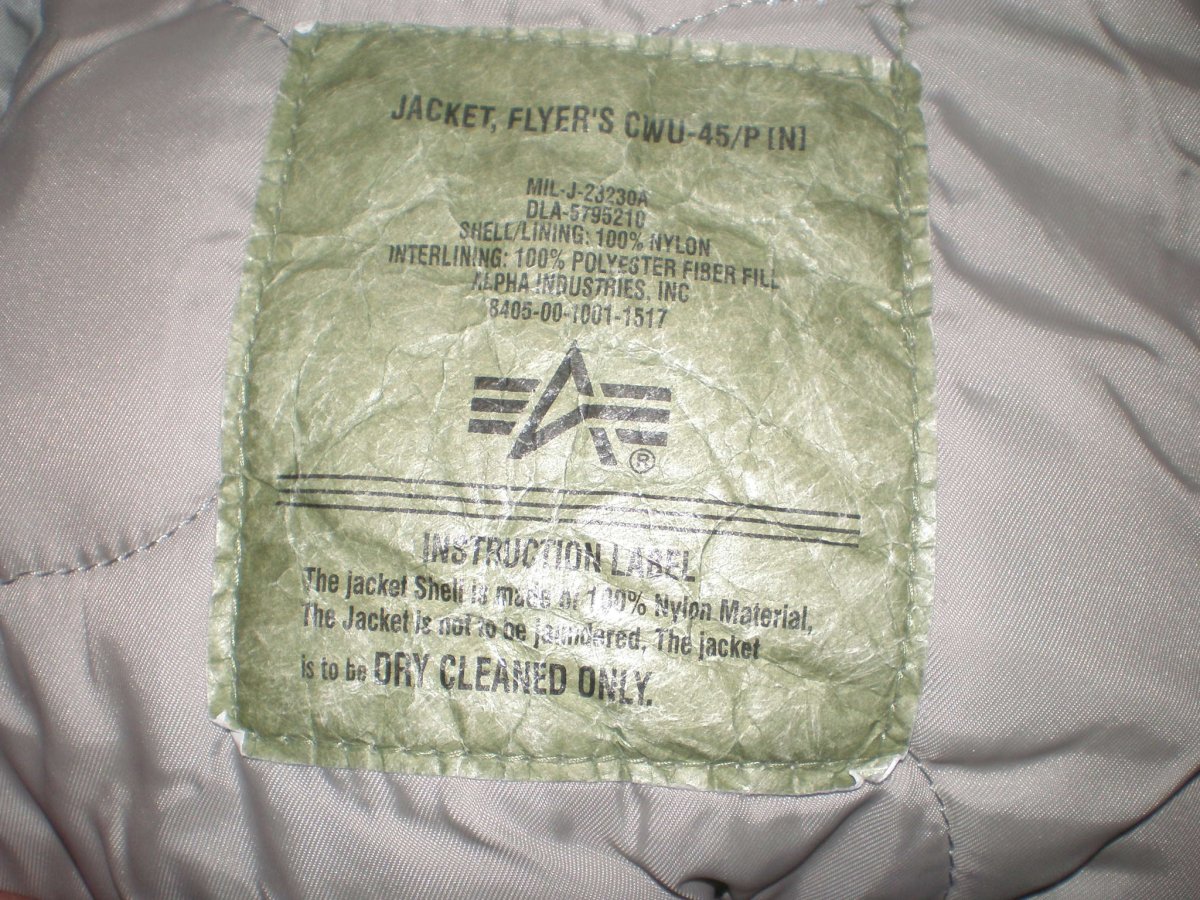 JACKET, FLYER'S CWU-45/P [N]
MIL-J-23230A
DLA-5795210
SHELL/LINING: 100% NYLON
INTERLINING: 100% POLYESTER FIBER FILL
ALPHA INDUSTRIES, INC
8405-00-1001-1517
®
INSTRUCTION LABEL
The jacket Shell is made of 100% Nylon Material,
The Jacket is not to be jaundered, The jacket
is to be DRY CLEANED ONLY.